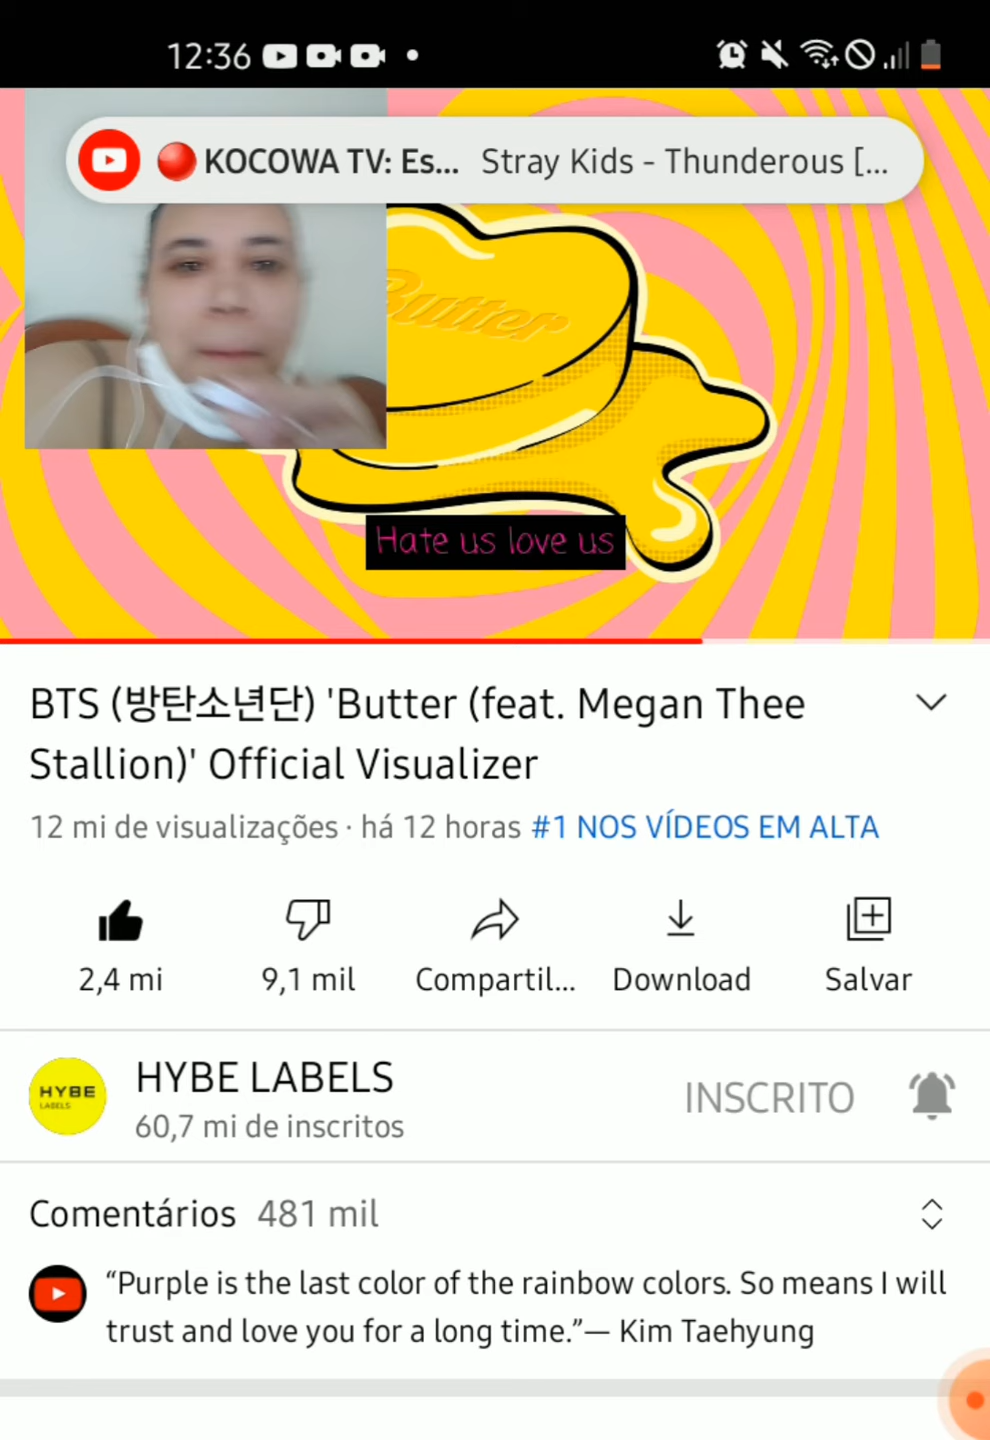 12:36
KOCOWA TV: Es... Stray Kids - Thunderous [...
Butter
Hate us love us
BTS (방탄소년단) 'Butter (feat. Megan Thee
Stallion)' Official Visualizer
12 mi de visualizações · há 12 horas #1 NOS VÍDEOS EM ALTA
2,4 mi
9,1 mil
Compartil...
Download
Salvar
HYBE
LABELS
HYBE LABELS
60,7 mi de inscritos
INSCRITO
Comentários 481 mil
“Purple is the last color of the rainbow colors. So means I will
trust and love you for a long time.”— Kim Taehyung